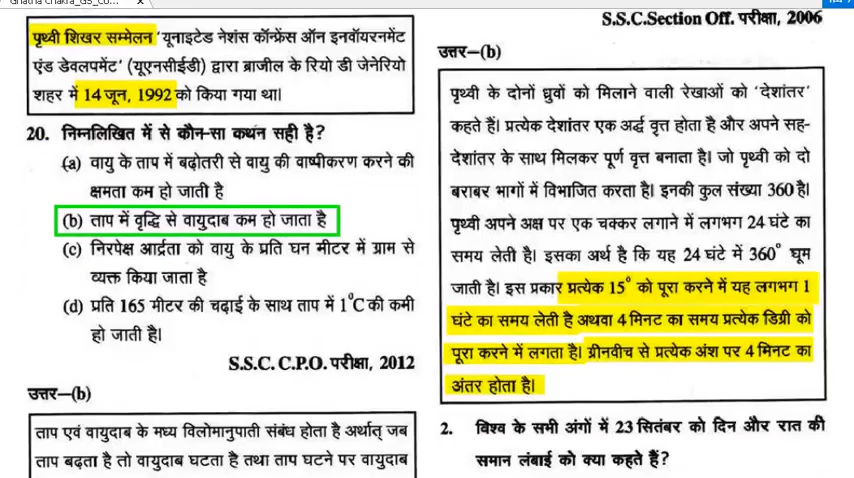 Ghatna Chakra_GS_Co...
पृथ्वी शिखर सम्मेलन 'यूनाइटेड नेशंस कॉन्फ्रेंस ऑन इनवॉयरनमेंट
एंड डेवलपमेंट' (यूएनसीईडी) द्वारा ब्राजील के रियो डी जेनेरियो
शहर में 14 जून, 1992 को किया गया था।
20. निम्नलिखित में से कौन-सा कथन सही है?
(a) वायु के ताप में बढ़ोतरी से वायु की वाष्पीकरण करने की
क्षमता कम हो जाती है
(b) ताप में वृद्धि से वायुदाब कम हो जाता है
(c) निरपेक्ष आर्द्रता को वायु के प्रति घन मीटर में ग्राम से
व्यक्त किया जाता है
(d) प्रति 165 मीटर की चढ़ाई के साथ ताप में 1°C की कमी
हो जाती है।
S.S.C. C.P.O. परीक्षा, 2012
उत्तर—(b)
ताप एवं वायुदाब के मध्य विलोमानुपाती संबंध होता है अर्थात् जब
ताप बढ़ता है तो वायुदाब घटता है तथा ताप घटने पर वायुदाब
S.S.C.Section Off. परीक्षा, 2006
उत्तर—(b)
पृथ्वी के दोनों ध्रुवों को मिलाने वाली रेखाओं को 'देशांतर'
कहते हैं। प्रत्येक देशांतर एक अर्द्ध वृत्त होता है और अपने सह-
देशांतर के साथ मिलकर पूर्ण वृत्त बनाता है। जो पृथ्वी को दो
बराबर भागों में विभाजित करता है। इनकी कुल संख्या 360 है।
पृथ्वी अपने अक्ष पर एक चक्कर लगाने में लगभग 24 घंटे का
समय लेती है। इसका अर्थ है कि यह 24 घंटे में 360° घूम
जाती है। इस प्रकार प्रत्येक 15° को पूरा करने में यह लगभग 1
घंटे का समय लेती है अथवा 4 मिनट का समय प्रत्येक डिग्री को
पूरा करने में लगता है। ग्रीनवीच से प्रत्येक अंश पर 4 मिनट का
अंतर होता है।
2. विश्व के सभी अंगों में 23 सितंबर को दिन और रात की
समान लंबाई को क्या कहते हैं?